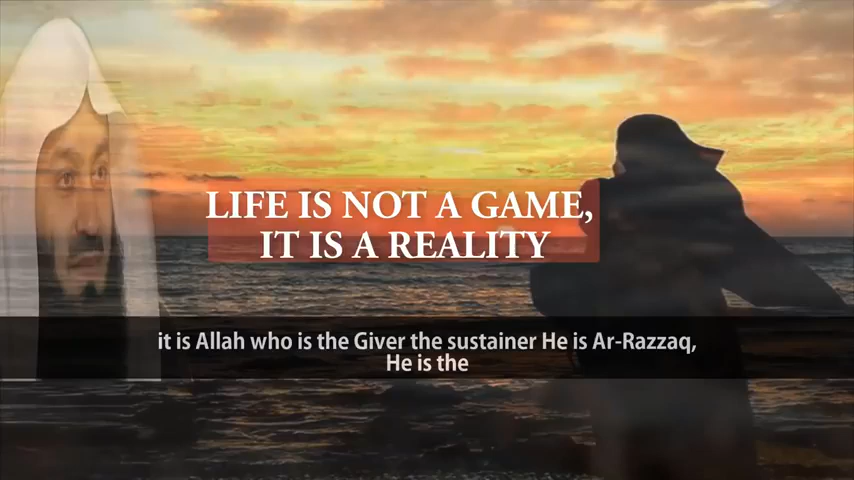 LIFE IS NOT A GAME,
IT IS A REALITY
it is Allah who is the Giver the sustainer He is Ar-Razzaq,
He is the